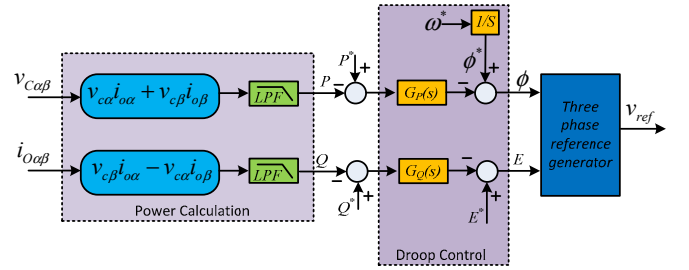 ω* 1/S
P* ϕ*
v_Cαβ v_cα i_oα + v_cβ i_oβ LPF P G_P(s) ϕ
Three phase reference generator
v_ref
i_Oαβ v_cβ i_oα − v_cα i_oβ LPF Q G_Q(s) E
Q* E*
Power Calculation
Droop Control
− + − +
− + − +